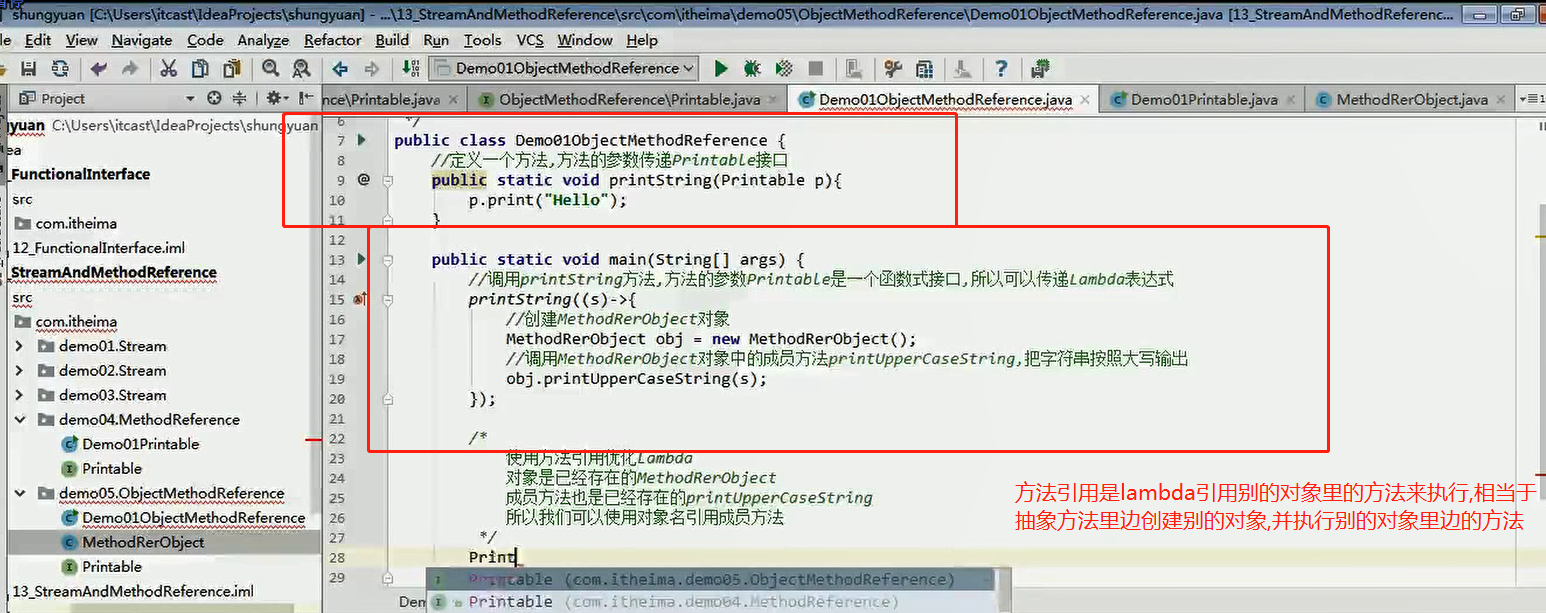 shungyuan [C:\Users\itcast\IdeaProjects\shungyuan] - ...\13_StreamAndMethodReference\src\com\itheima\demo05\ObjectMethodReference\Demo01ObjectMethodReference.java [13_StreamAndMethodReferenc...
le Edit View Navigate Code Analyze Refactor Build Run Tools VCS Window Help
Demo01ObjectMethodReference
Project
nce\Printable.java
ObjectMethodReference\Printable.java
Demo01ObjectMethodReference.java
Demo01Printable.java
MethodRerObject.java
yuan C:\Users\itcast\IdeaProjects\shungyuan
ea
FunctionalInterface
src
com.itheima
12_FunctionalInterface.iml
StreamAndMethodReference
src
com.itheima
demo01.Stream
demo02.Stream
demo03.Stream
demo04.MethodReference
Demo01Printable
Printable
demo05.ObjectMethodReference
Demo01ObjectMethodReference
MethodRerObject
Printable
13_StreamAndMethodReference.iml
6 */
7 public class Demo01ObjectMethodReference {
8 //定义一个方法,方法的参数传递Printable接口
9 @ public static void printString(Printable p){
10 p.print("Hello");
11 }
12
13 public static void main(String[] args) {
14 //调用printString方法,方法的参数Printable是一个函数式接口,所以可以传递Lambda表达式
15 printString((s)->{
16 //创建MethodRerObject对象
17 MethodRerObject obj = new MethodRerObject();
18 //调用MethodRerObject对象中的成员方法printUpperCaseString,把字符串按照大写输出
19 obj.printUpperCaseString(s);
20 });
21
22 /*
23 使用方法引用优化Lambda
24 对象是已经存在的MethodRerObject
25 成员方法也是已经存在的printUpperCaseString
26 所以我们可以使用对象名引用成员方法
27 */
28 Print
29
Printable (com.itheima.demo05.ObjectMethodReference)
Printable (com.itheima.demo04.MethodReference)
Dem
方法引用是lambda引用别的对象里的方法来执行,相当于
抽象方法里边创建别的对象,并执行别的对象里边的方法